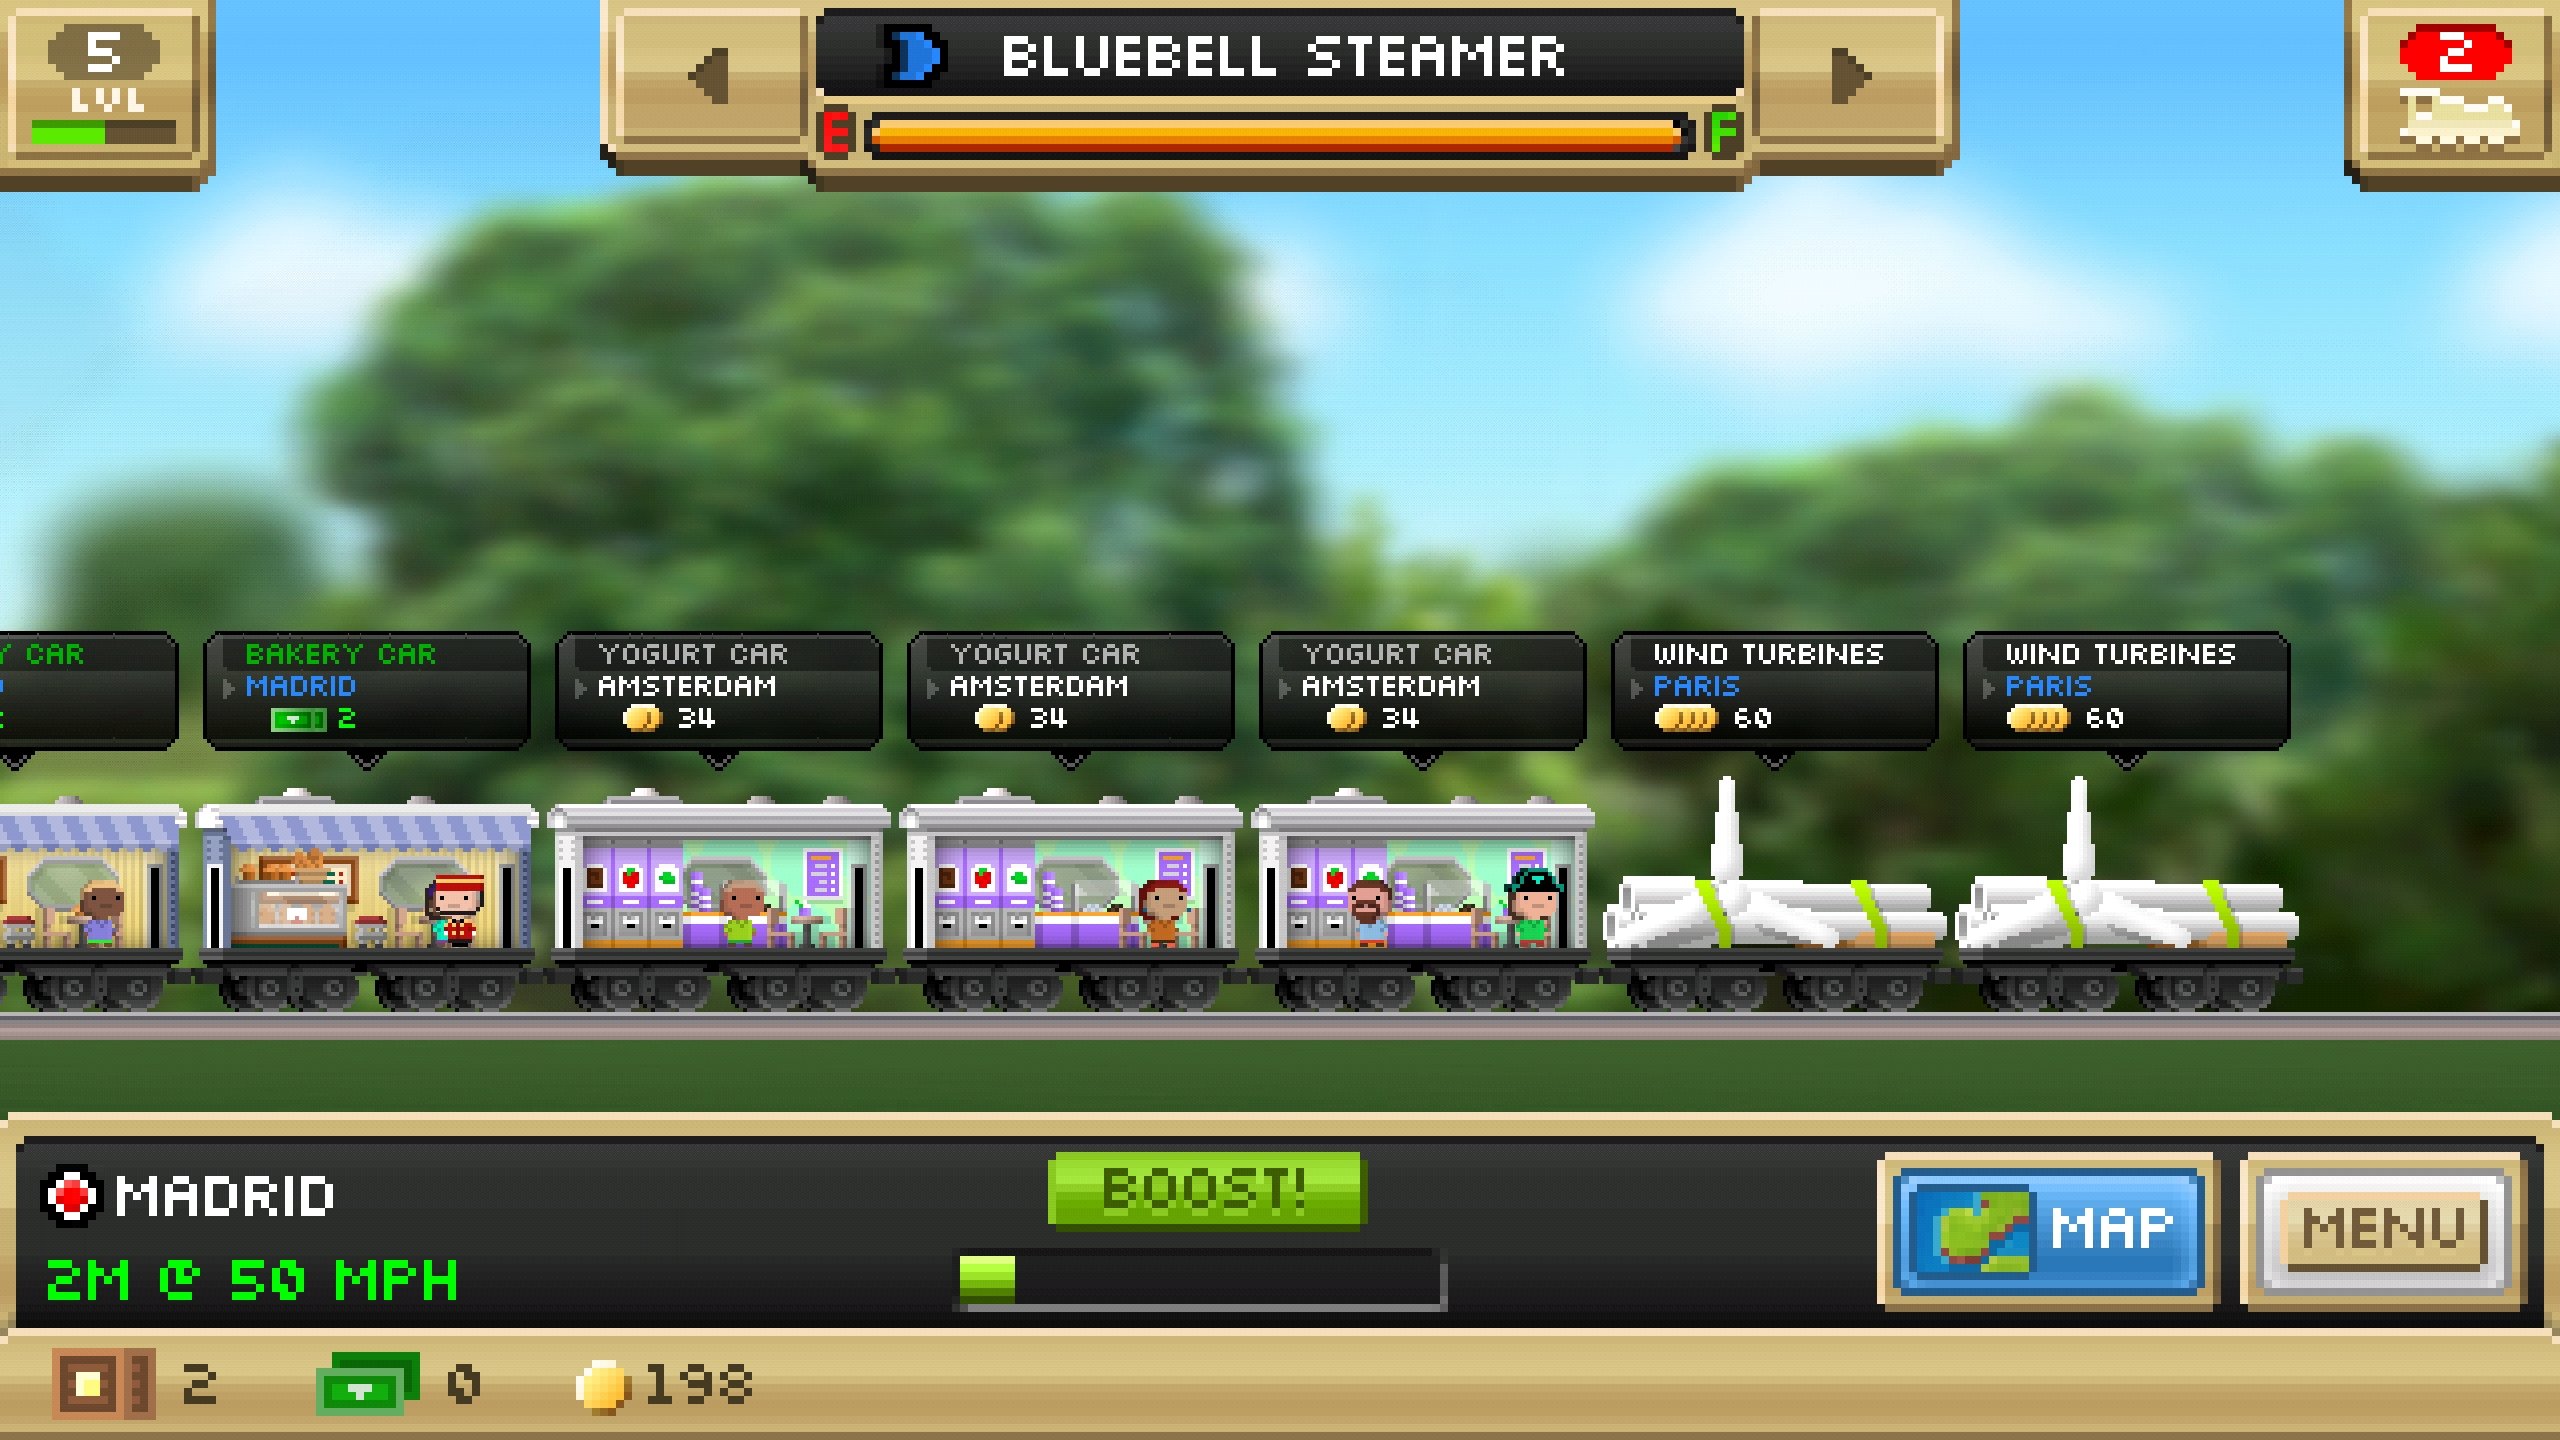 5
LVL
BLUEBELL STEAMER
E
F
2
Y CAR
BAKERY CAR
MADRID
2
YOGURT CAR
AMSTERDAM
34
YOGURT CAR
AMSTERDAM
34
YOGURT CAR
AMSTERDAM
34
WIND TURBINES
PARIS
60
WIND TURBINES
PARIS
60
MADRID
2M @ 50 MPH
BOOST!
MAP
MENU
2
0
198